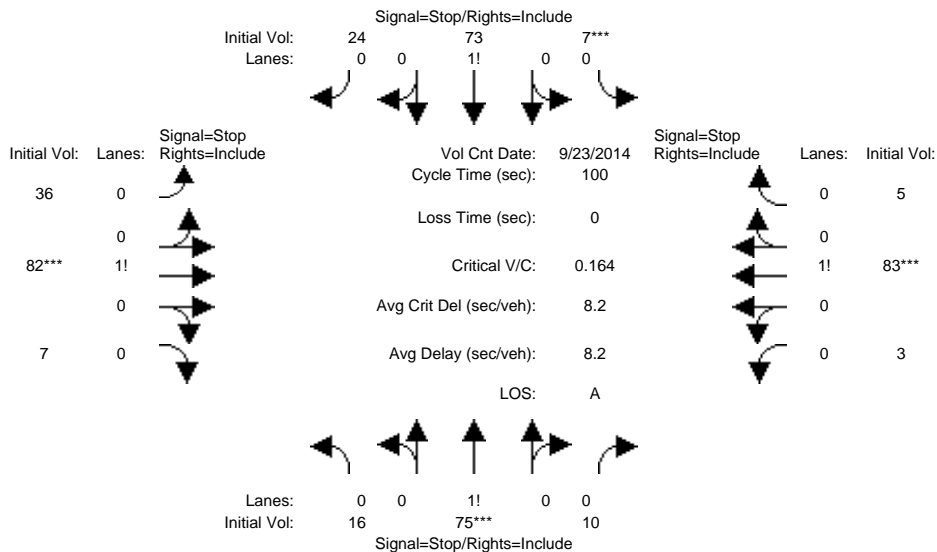 Signal=Stop/Rights=Include
Initial Vol: 24 73 7***
Lanes: 0 0 1! 0 0
Signal=Stop Signal=Stop
Initial Vol: Lanes: Rights=Include Vol Cnt Date: 9/23/2014 Rights=Include Lanes: Initial Vol:
Cycle Time (sec): 100
36 0 0 5
Loss Time (sec): 0
0 0
82*** 1! Critical V/C: 0.164 1! 83***
0 Avg Crit Del (sec/veh): 8.2 0
7 0 Avg Delay (sec/veh): 8.2 0 3
LOS: A
Lanes: 0 0 1! 0 0
Initial Vol: 16 75*** 10
Signal=Stop/Rights=Include